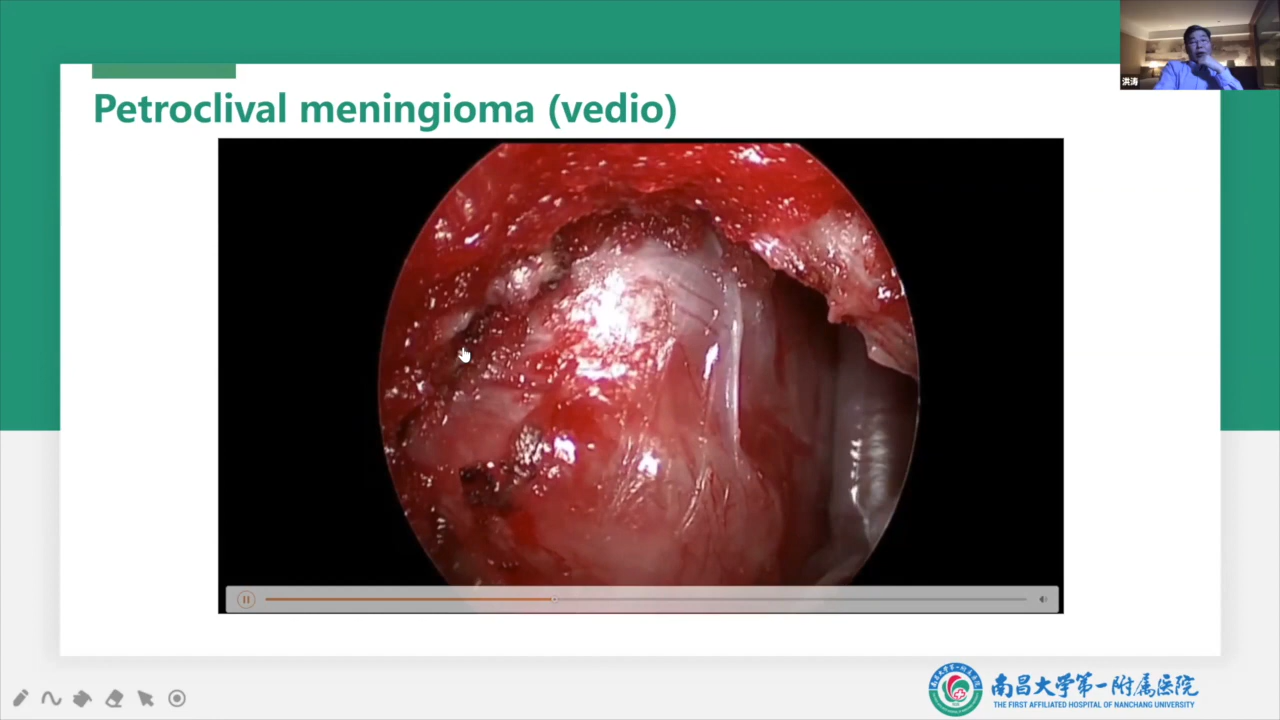 洪涛
Petroclival meningioma (vedio)
南昌大学第一附属医院
THE FIRST AFFILIATED HOSPITAL OF NANCHANG UNIVERSITY